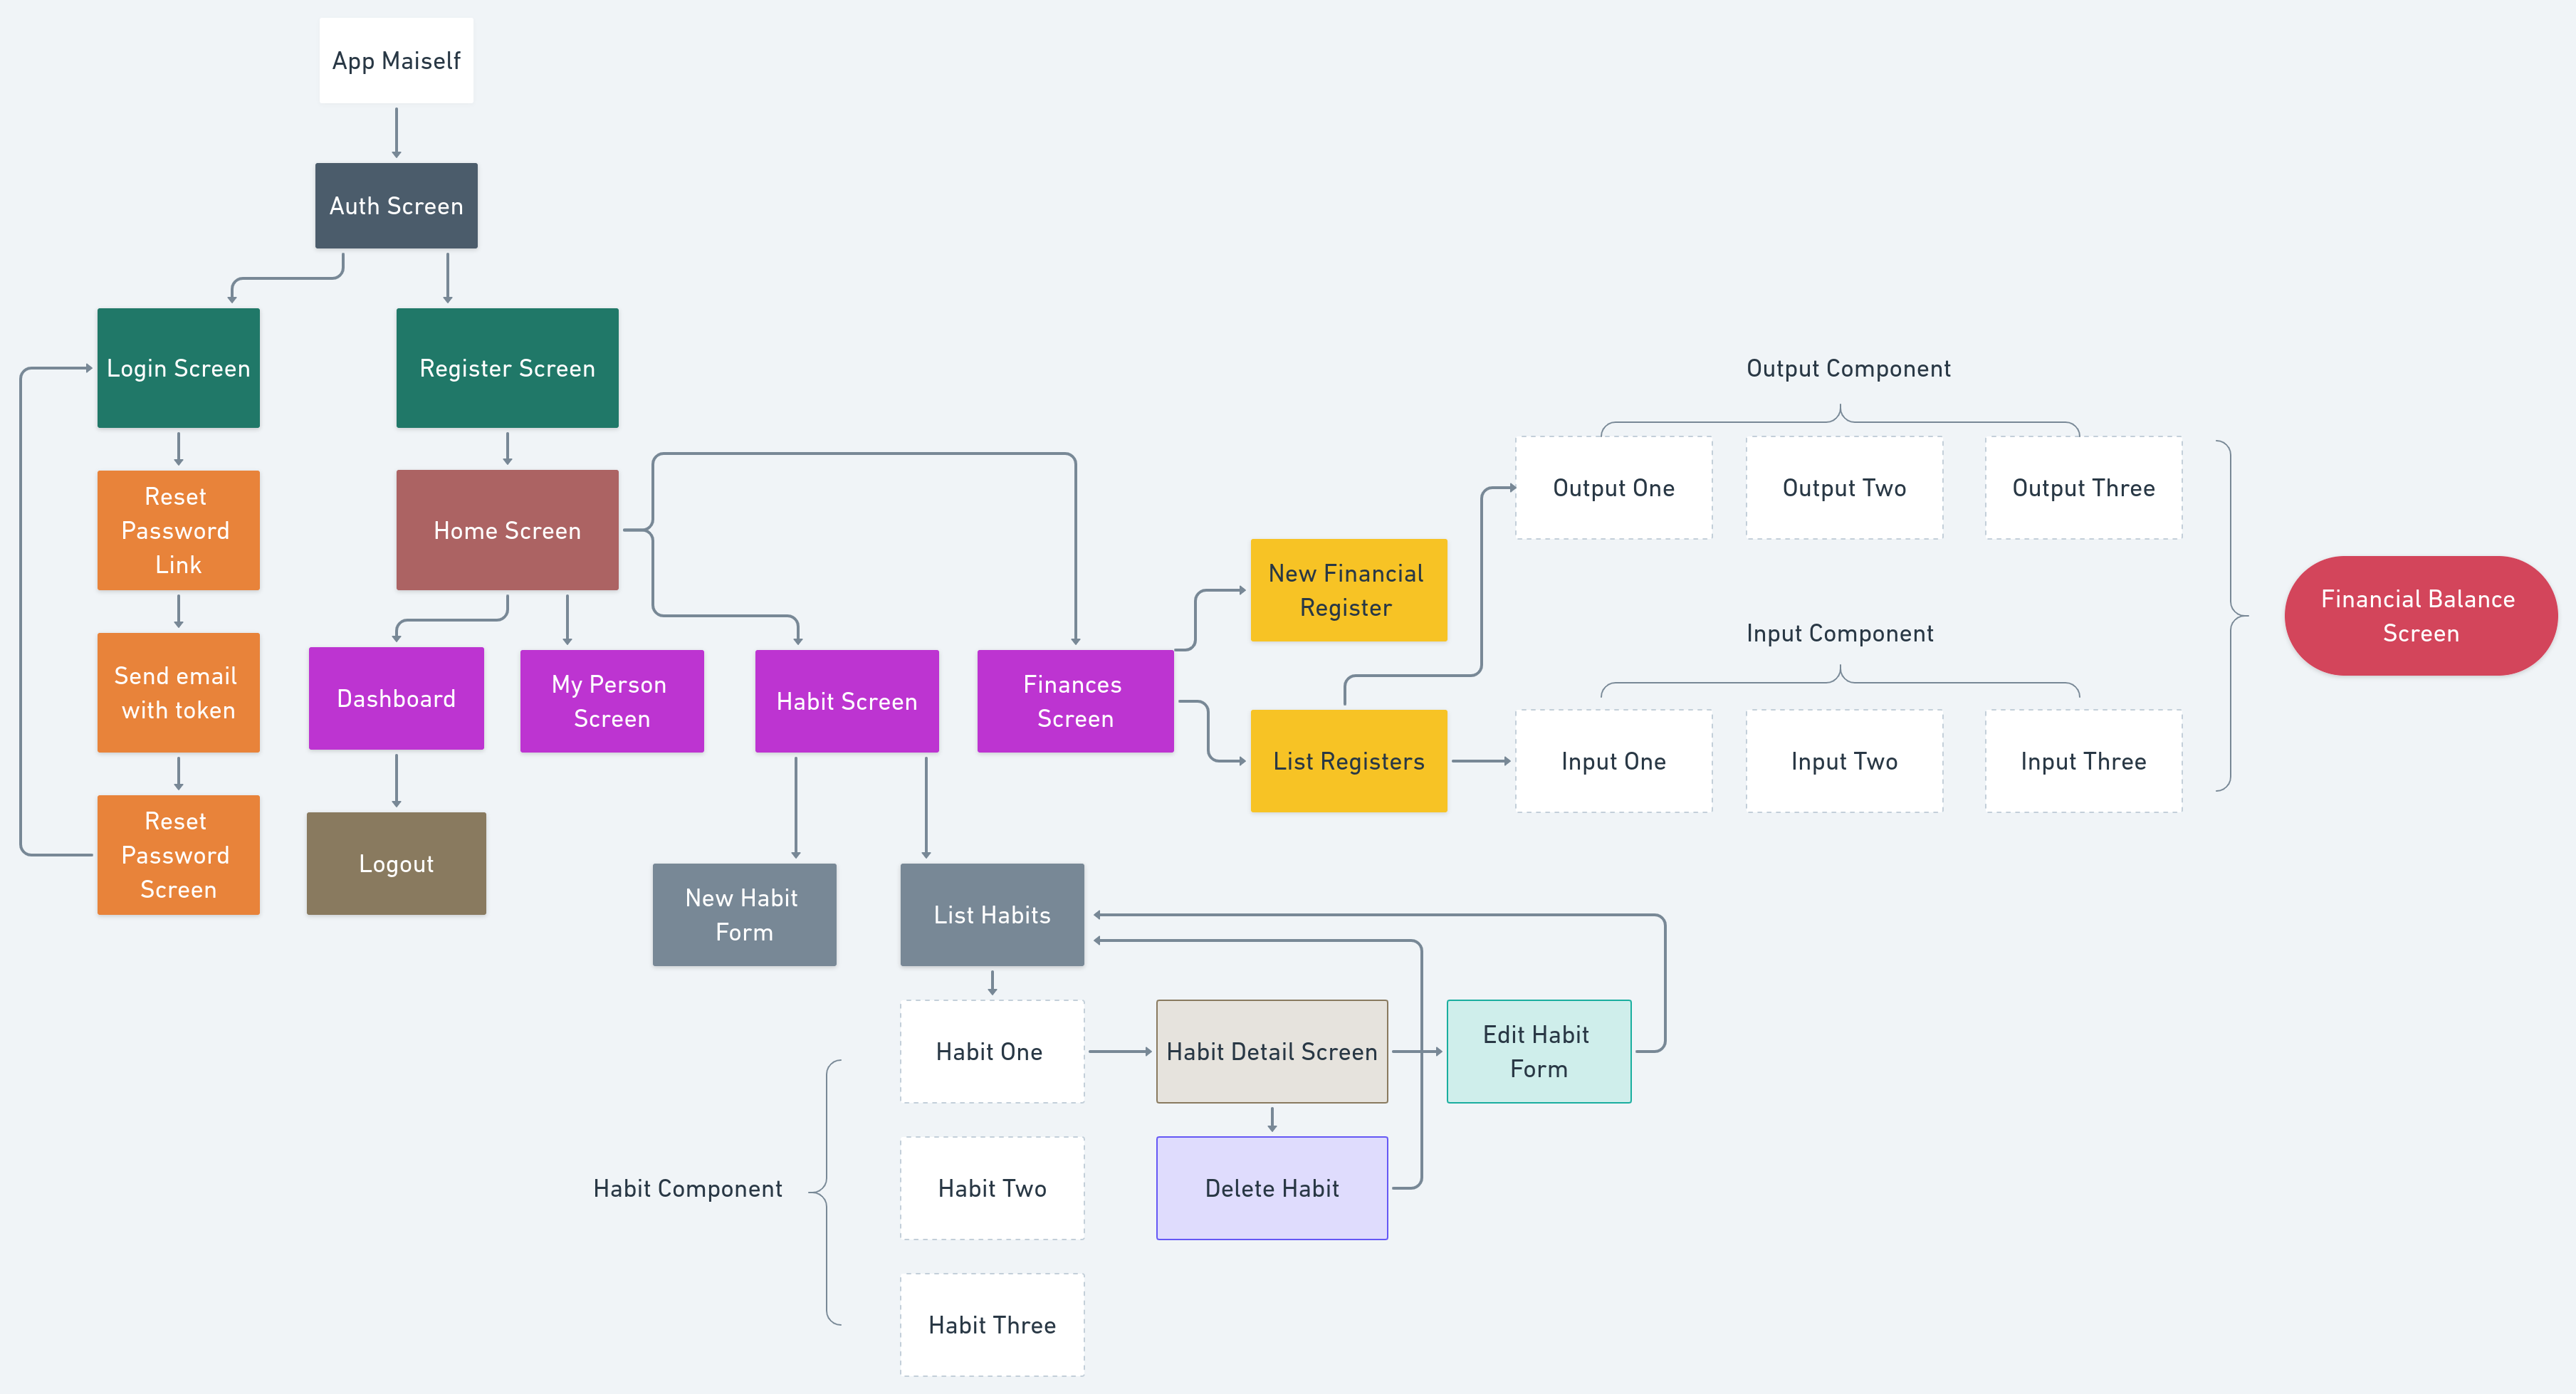 App Maiself
Auth Screen
Login Screen
Register Screen
Output Component
Reset
Password
Link
Home Screen
Output One
Output Two
Output Three
New Financial
Register
Financial Balance
Screen
Input Component
Send email
with token
Dashboard
My Person
Screen
Habit Screen
Finances
Screen
List Registers
Input One
Input Two
Input Three
Reset
Password
Screen
Logout
New Habit
Form
List Habits
Habit One
Habit Detail Screen
Edit Habit
Form
Habit Component
Habit Two
Delete Habit
Habit Three